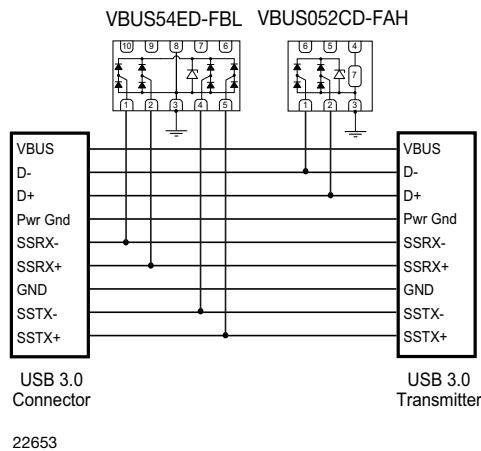 VBUS54ED-FBL VBUS052CD-FAH
10 9 8 7 6 6 5 4
7
1 2 3 4 5 1 2 3
VBUS VBUS
D- D-
D+ D+
Pwr Gnd Pwr Gnd
SSRX- SSRX-
SSRX+ SSRX+
GND GND
SSTX- SSTX-
SSTX+ SSTX+
USB 3.0 USB 3.0
Connector Transmitter
22653